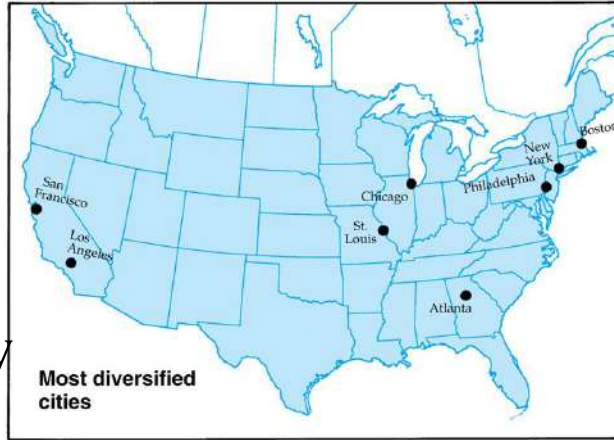 Boston
New
York
Philadelphia
Chicago
St.
Louis
San
Francisco
Los
Angeles
Atlanta
Most diversified
cities